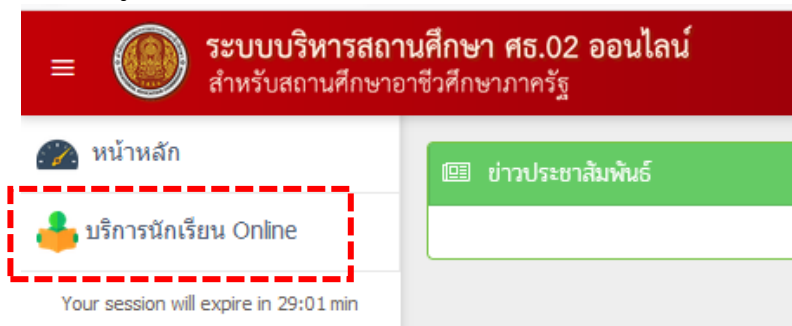 ระบบบริหารสถานศึกษา ศธ.02 ออนไลน์
สำหรับสถานศึกษาอาชีวศึกษาภาครัฐ
หน้าหลัก
ข่าวประชาสัมพันธ์
บริการนักเรียน Online
Your session will expire in 29:01 min